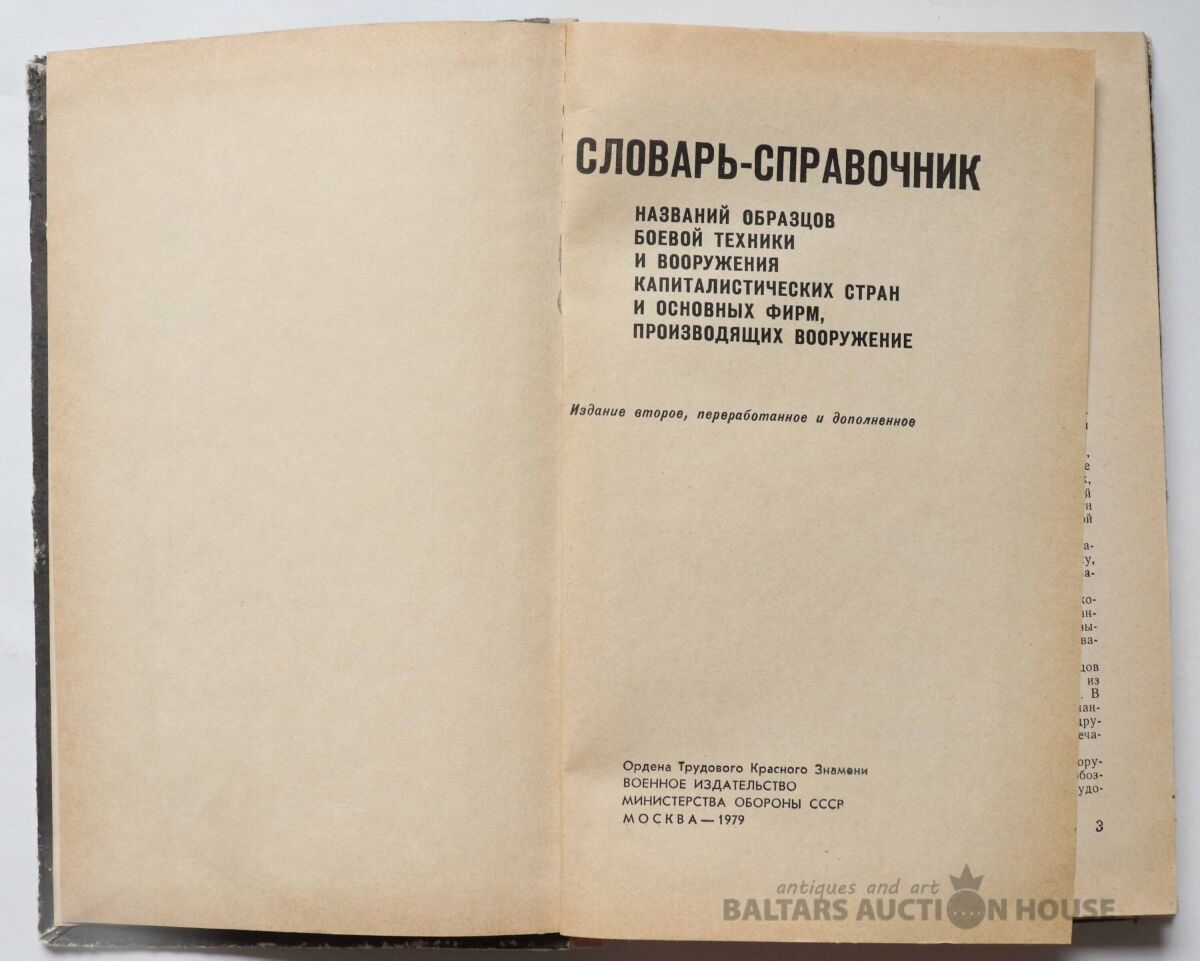 СЛОВАРЬ-СПРАВОЧНИК
НАЗВАНИЙ ОБРАЗЦОВ
БОЕВОЙ ТЕХНИКИ
И ВООРУЖЕНИЯ
КАПИТАЛИСТИЧЕСКИХ СТРАН
И ОСНОВНЫХ ФИРМ,
ПРОИЗВОДЯЩИХ ВООРУЖЕНИЕ
Издание второе, переработанное и дополненное
Ордена Трудового Красного Знамени
ВОЕННОЕ ИЗДАТЕЛЬСТВО
МИНИСТЕРСТВА ОБОРОНЫ СССР
МОСКВА — 1979
3
antiques and art
BALTARS AUCTION HOUSE